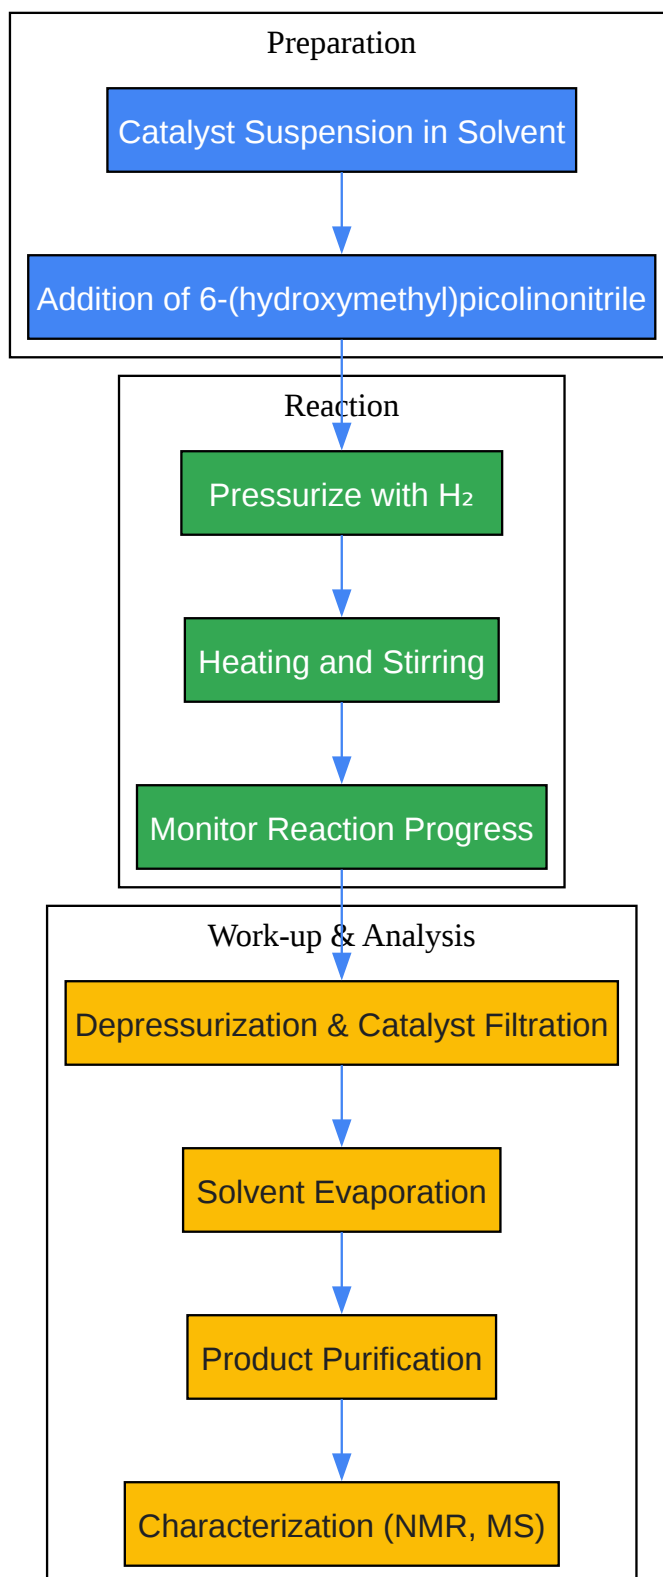 Preparation
Catalyst Suspension in Solvent
Addition of 6-(hydroxymethyl)picolinonitrile
Reaction
Pressurize with H₂
Heating and Stirring
Monitor Reaction Progress
Work-up & Analysis
Depressurization & Catalyst Filtration
Solvent Evaporation
Product Purification
Characterization (NMR, MS)